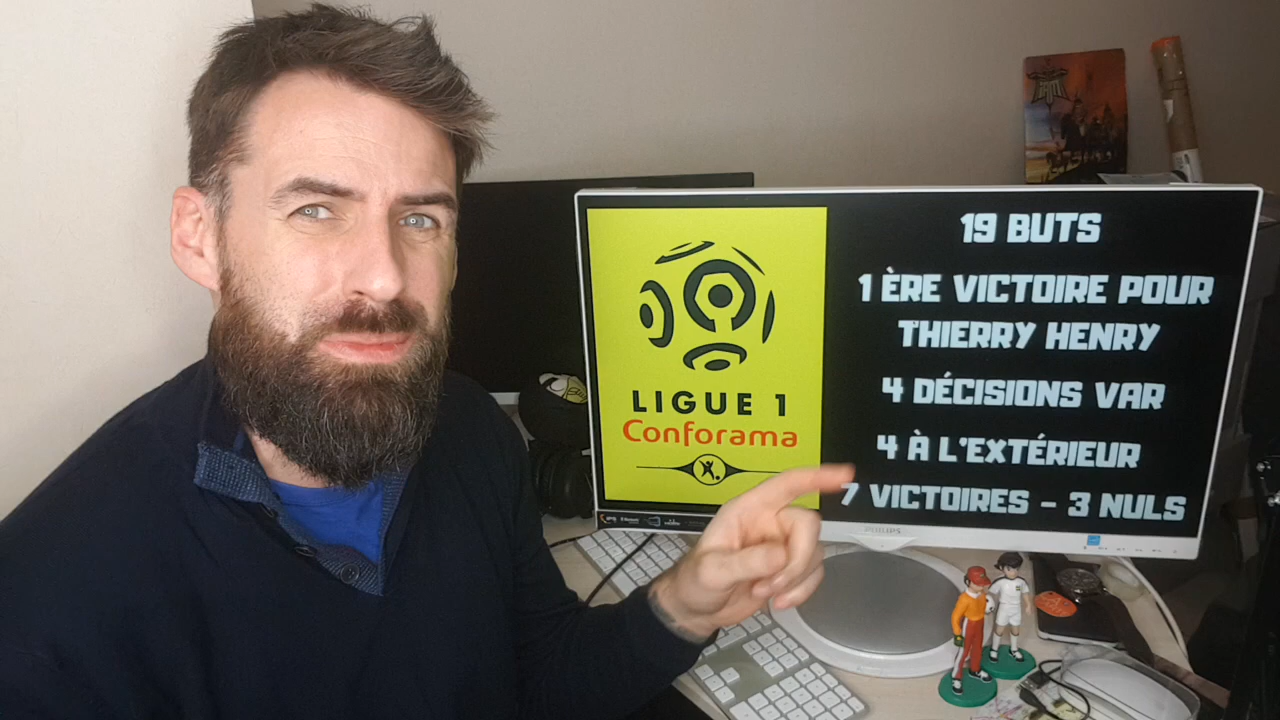 IAM
LIGUE 1
Conforama
19 BUTS
1 ÈRE VICTOIRE POUR
THIERRY HENRY
4 DÉCISIONS VAR
4 À L'EXTÉRIEUR
7 VICTOIRES - 3 NULS
PHILIPS